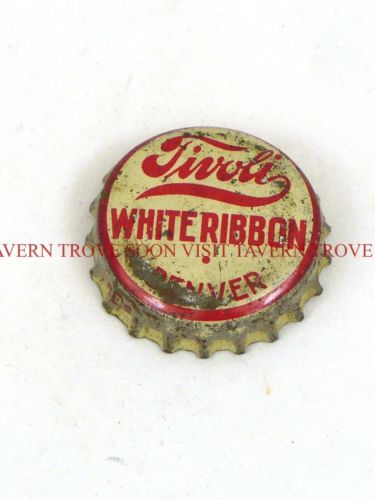 Tivoli
WHITE RIBBON
DENVER
TAVERN TROVE SOON VISIT TAVERN TROVE